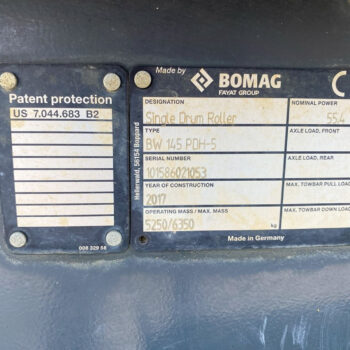 Patent protection
US 7.044.683 B2
008 329 58
Hellerwald, 56154 Boppard
Made by BOMAG
FAYAT GROUP
DESIGNATION
Single Drum Roller
TYPE
BW 145 PDH-5
SERIAL NUMBER
101586021053
YEAR OF CONSTRUCTION
2017
OPERATING MASS / MAX. MASS
5250/6350 kg
NOMINAL POWER
55,4
AXLE LOAD, FRONT
AXLE LOAD, REAR
MAX. TOWBAR PULL LOAD
MAX. TOWBAR DOWN LOAD
Made in Germany